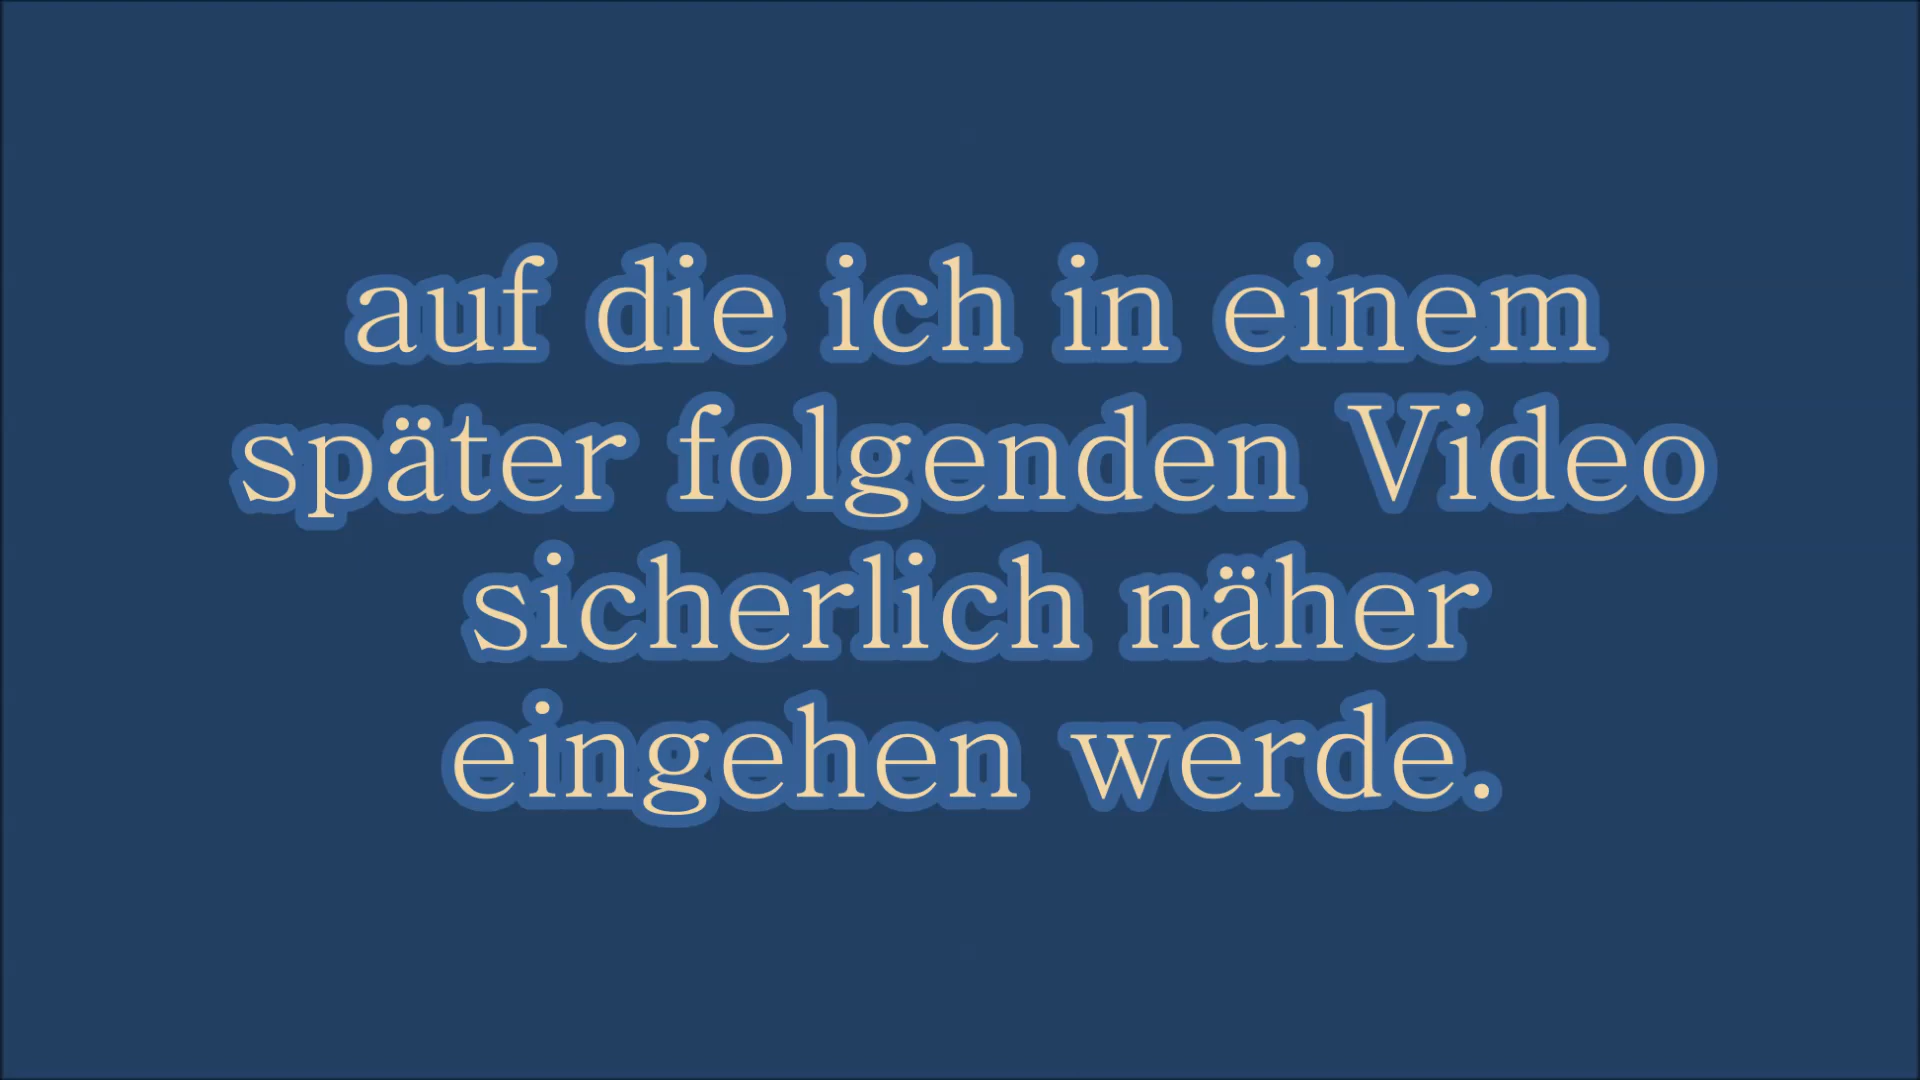 auf die ich in einem
später folgenden Video
sicherlich näher
eingehen werde.